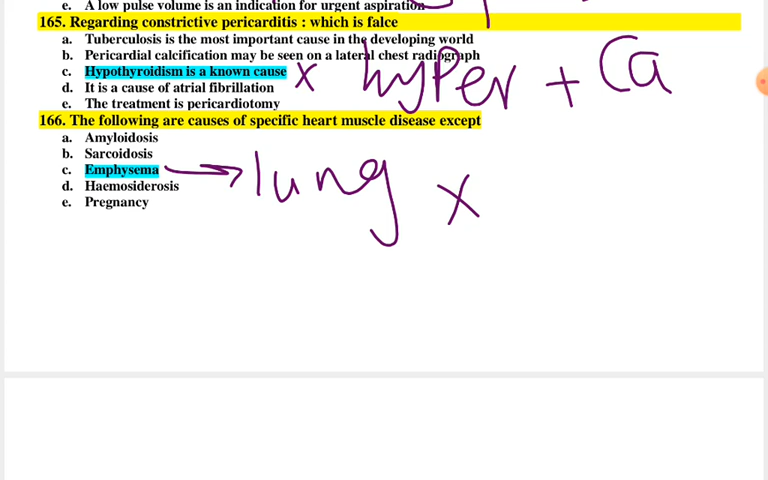 e. A low pulse volume is an indication for urgent aspiration
165. Regarding constrictive pericarditis : which is falce
a. Tuberculosis is the most important cause in the developing world
b. Pericardial calcification may be seen on a lateral chest radiograph
c. Hypothyroidism is a known cause x hyper + Ca
d. It is a cause of atrial fibrillation
e. The treatment is pericardiotomy
166. The following are causes of specific heart muscle disease except
a. Amyloidosis
b. Sarcoidosis
c. Emphysema → lung x
d. Haemosiderosis
e. Pregnancy